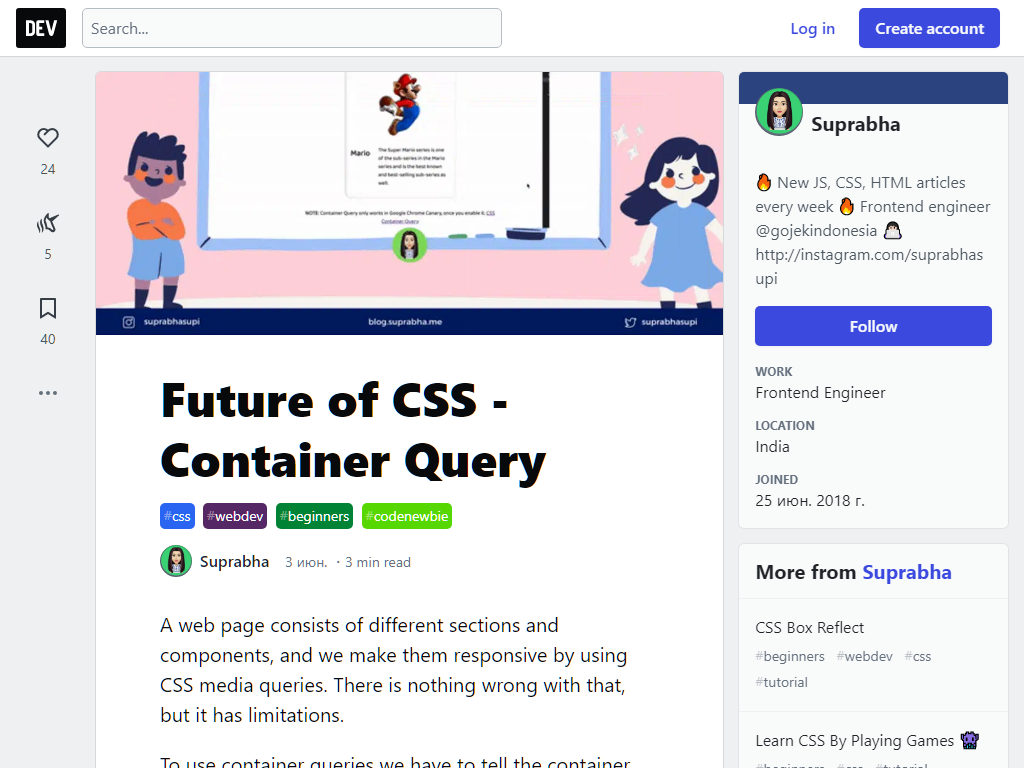 DEV
Search...
Log in
Create account
24
5
40
Mario
The Super Mario series is one
of the sub-series in the Mario
series and is the best known
and best-selling sub-series as
well.
NOTE: Container Query only works in Google Chrome Canary, once you enable it. CSS
Container Query
suprabhasupi
blog.suprabha.me
suprabhasupi
Future of CSS -
Container Query
#css #webdev #beginners #codenewbie
Suprabha 3 июн. ・3 min read
A web page consists of different sections and
components, and we make them responsive by using
CSS media queries. There is nothing wrong with that,
but it has limitations.
To use container queries we have to tell the container
Suprabha
🔥 New JS, CSS, HTML articles
every week 🔥 Frontend engineer
@gojekindonesia 🐧
http://instagram.com/suprabhas
upi
Follow
WORK
Frontend Engineer
LOCATION
India
JOINED
25 июн. 2018 г.
More from Suprabha
CSS Box Reflect
#beginners #webdev #css
#tutorial
Learn CSS By Playing Games 👾
#beginners #css #tutorial